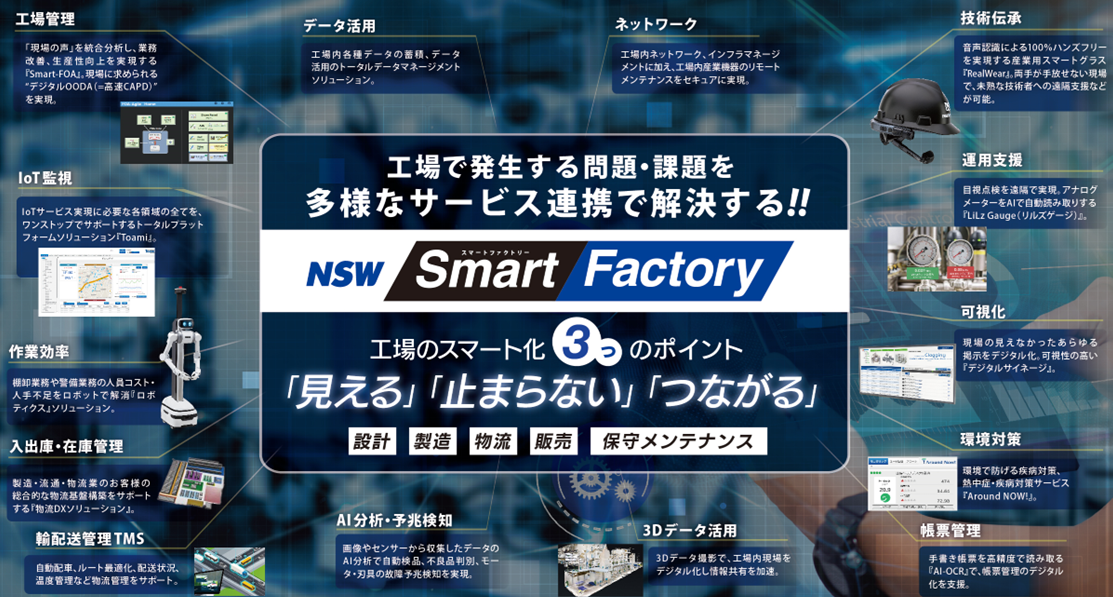 工場管理
「現場の声」を統合分析し、業務
改善、生産性向上を実現する
『Smart-FOA』。現場に求められる
“デジタルOODA(=高速CAPD)”
を実現。
データ活用
工場内各種データの蓄積、データ
活用のトータルデータマネージメント
ソリューション。
ネットワーク
工場内ネットワーク、インフラマネージ
メントに加え、工場内産業機器のリモート
メンテナンスをセキュアに実現。
技術伝承
音声認識による100%ハンズフリー
を実現する産業用スマートグラス
『RealWear』。両手が手放せない現場
で、未熟な技術者への遠隔支援など
が可能。
IoT監視
IoTサービス実現に必要な各領域の全てを、
ワンストップでサポートするトータルプラット
フォームソリューション『Toami』。
工場で発生する問題・課題を
多様なサービス連携で解決する!!
スマートファクトリー
NSW Smart Factory
工場のスマート化 3つ のポイント
「見える」「止まらない」「つながる」
設計 製造 物流 販売 保守メンテナンス
運用支援
目視点検を遠隔で実現。アナログ
メーターをAIで自動読み取りする
『LiLz Gauge(リルズゲージ)』。
可視化
現場の見えなかったあらゆる
掲示をデジタル化。可視性の高い
『デジタルサイネージ』。
作業効率
棚卸業務や警備業務の人員コスト・
人手不足をロボットで解消『ロボ
ティクス』ソリューション。
入出庫・在庫管理
製造・流通・物流業のお客様の
総合的な物流基盤構築をサポート
する『物流DXソリューション』。
環境対策
Around Now!
環境で防げる疾病対策、
熱中症・疾病対策サービス
『Around NOW!』。
輸配送管理TMS
自動配車、ルート最適化、配送状況、
温度管理など物流管理をサポート。
AI分析・予兆検知
画像やセンサーから収集したデータの
AI分析で自動検品、不良品判別、モー
タ・刃具の故障予兆検知を実現。
3Dデータ活用
3Dデータ撮影で、工場内現場を
デジタル化し情報共有を加速。
帳票管理
手書き帳票を高精度で読み取る
『AI-OCR』で、帳票管理のデジタル
化を支援。